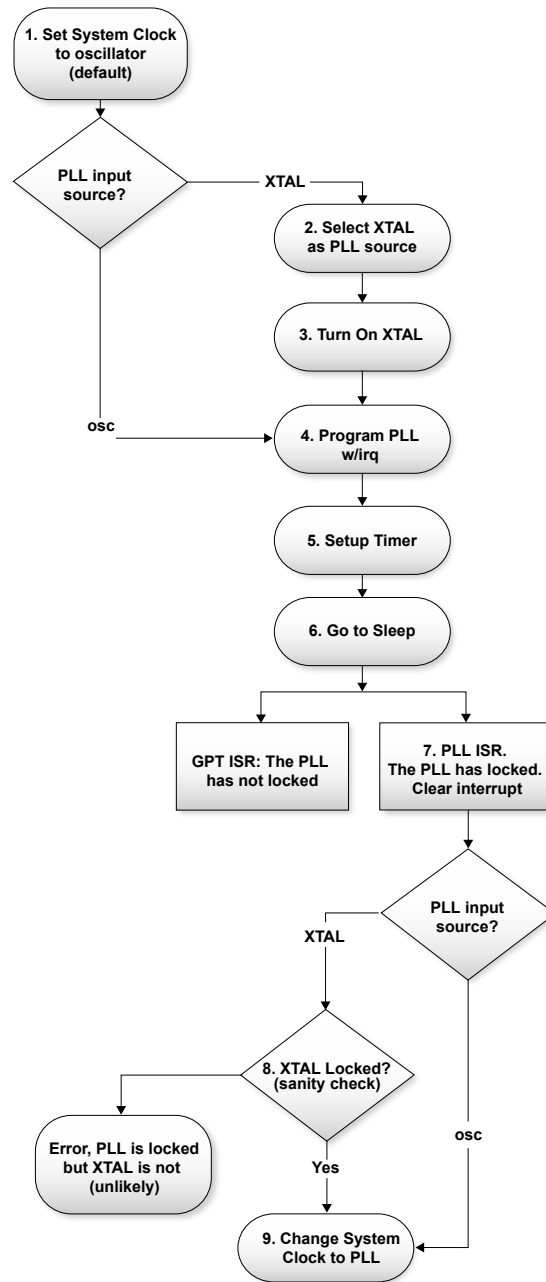 1. Set System Clock
to oscillator
(default)
PLL input
source?
XTAL
2. Select XTAL
as PLL source
3. Turn On XTAL
osc
4. Program PLL
w/irq
5. Setup Timer
6. Go to Sleep
GPT ISR: The PLL
has not locked
7. PLL ISR.
The PLL has locked.
Clear interrupt
PLL input
source?
XTAL
8. XTAL Locked?
(sanity check)
Error, PLL is locked
but XTAL is not
(unlikely)
Yes
osc
9. Change System
Clock to PLL